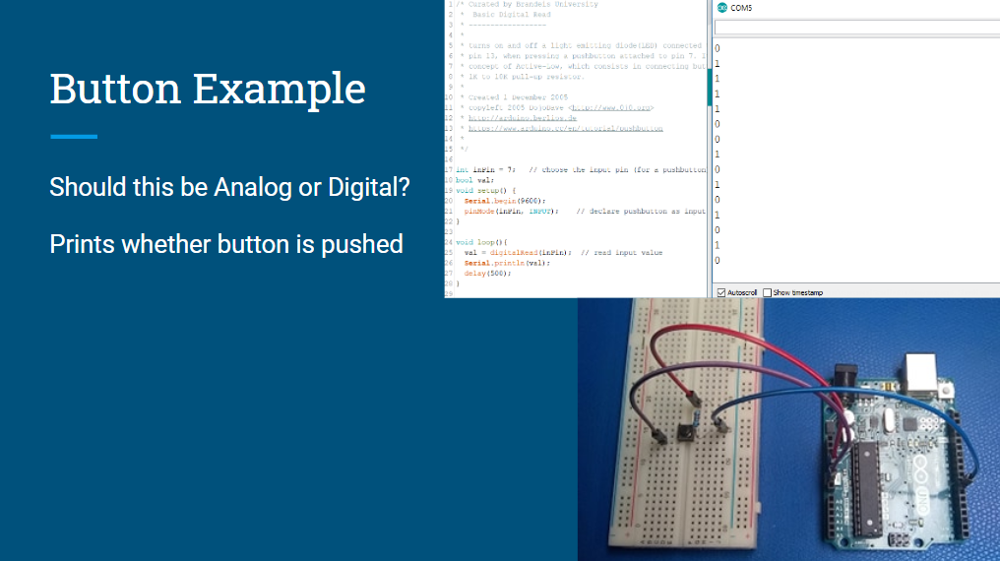 Button Example
Should this be Analog or Digital?
Prints whether button is pushed
1 /* Curated by Brandeis University
2 * Basic Digital Read
3 * ------------------
4 *
5 * turns on and off a light emitting diode(LED) connected
6 * pin 13, when pressing a pushbutton attached to pin 7. I
7 * concept of Active-Low, which consists in connecting but
8 * 1K to 10K pull-up resistor.
9 *
10 * Created 1 December 2005
11 * copyleft 2005 DojoDave <http://www.0j0.org>
12 * http://arduino.berlios.de
13 * https://www.arduino.cc/en/tutorial/pushbutton
14 *
15 */
16
17 int inPin = 7; // choose the input pin (for a pushbutton
18 bool val;
19 void setup() {
20 Serial.begin(9600);
21 pinMode(inPin, INPUT); // declare pushbutton as input
22 }
23
24 void loop(){
25 val = digitalRead(inPin); // read input value
26 Serial.println(val);
27 delay(500);
28 }
29
COM5
0
1
1
1
1
0
0
1
0
1
0
1
0
1
0
Autoscroll Show timestamp
UNO